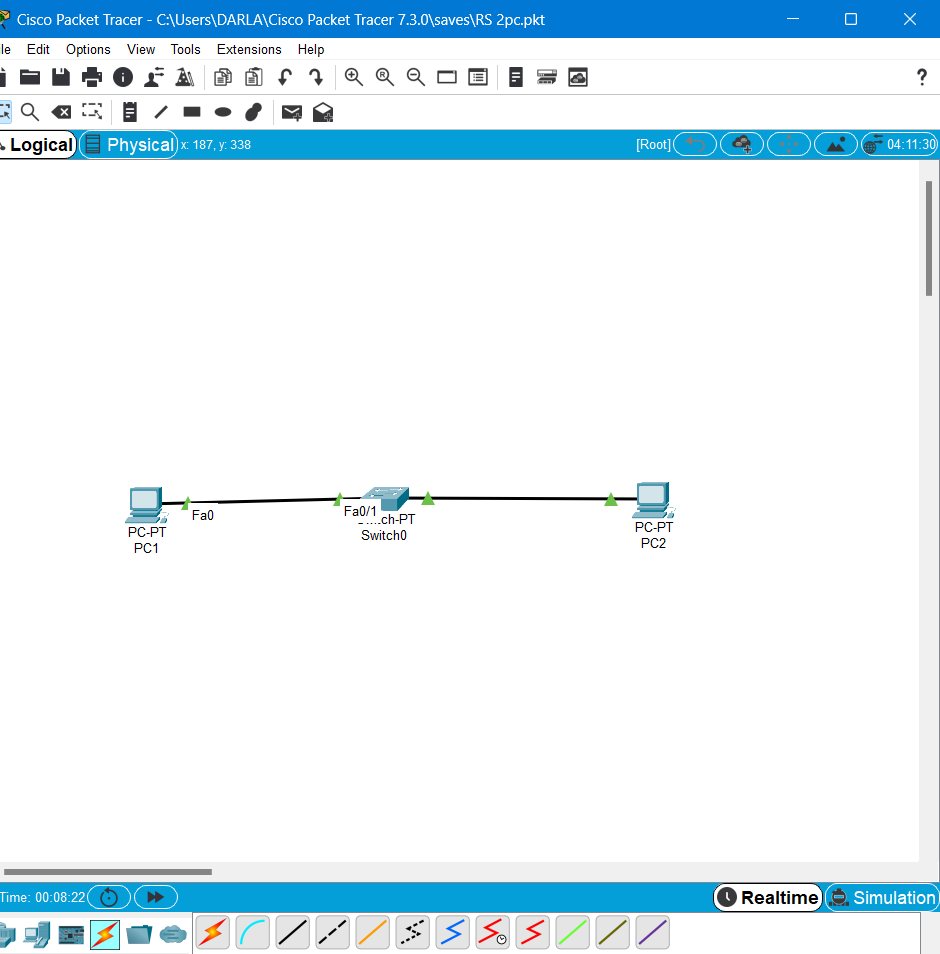 Cisco Packet Tracer - C:\Users\DARLA\Cisco Packet Tracer 7.3.0\saves\RS 2pc.pkt
le Edit Options View Tools Extensions Help
Logical Physical x: 187, y: 338 [Root] 04:11:30
Fa0
Fa0/1
PC-PT
PC1
ch-PT
Switch0
PC-PT
PC2
Time: 00:08:22 Realtime Simulation